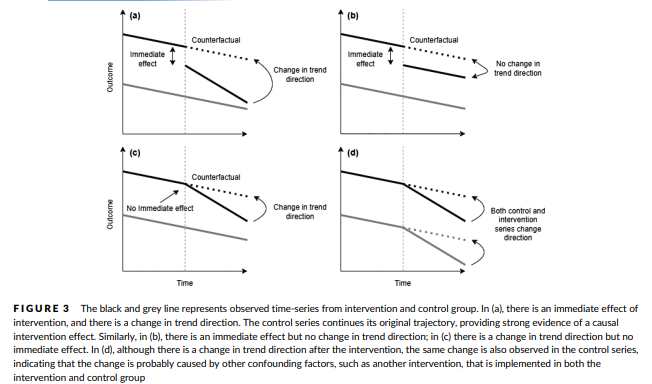 (a)
Counterfactual
Immediate
effect
Change in trend
direction
Outcome
(b)
Counterfactual
Immediate
effect
No change in
trend direction
(c)
Counterfactual
No Immediate effect
Change in trend
direction
Outcome
Time
(d)
Both control and
intervention
series change
direction
Time
FIGURE 3 The black and grey line represents observed time-series from intervention and control group. In (a), there is an immediate effect of
intervention, and there is a change in trend direction. The control series continues its original trajectory, providing strong evidence of a causal
intervention effect. Similarly, in (b), there is an immediate effect but no change in trend direction; in (c) there is a change in trend direction but no
immediate effect. In (d), although there is a change in trend direction after the intervention, the same change is also observed in the control series,
indicating that the change is probably caused by other confounding factors, such as another intervention, that is implemented in both the
intervention and control group